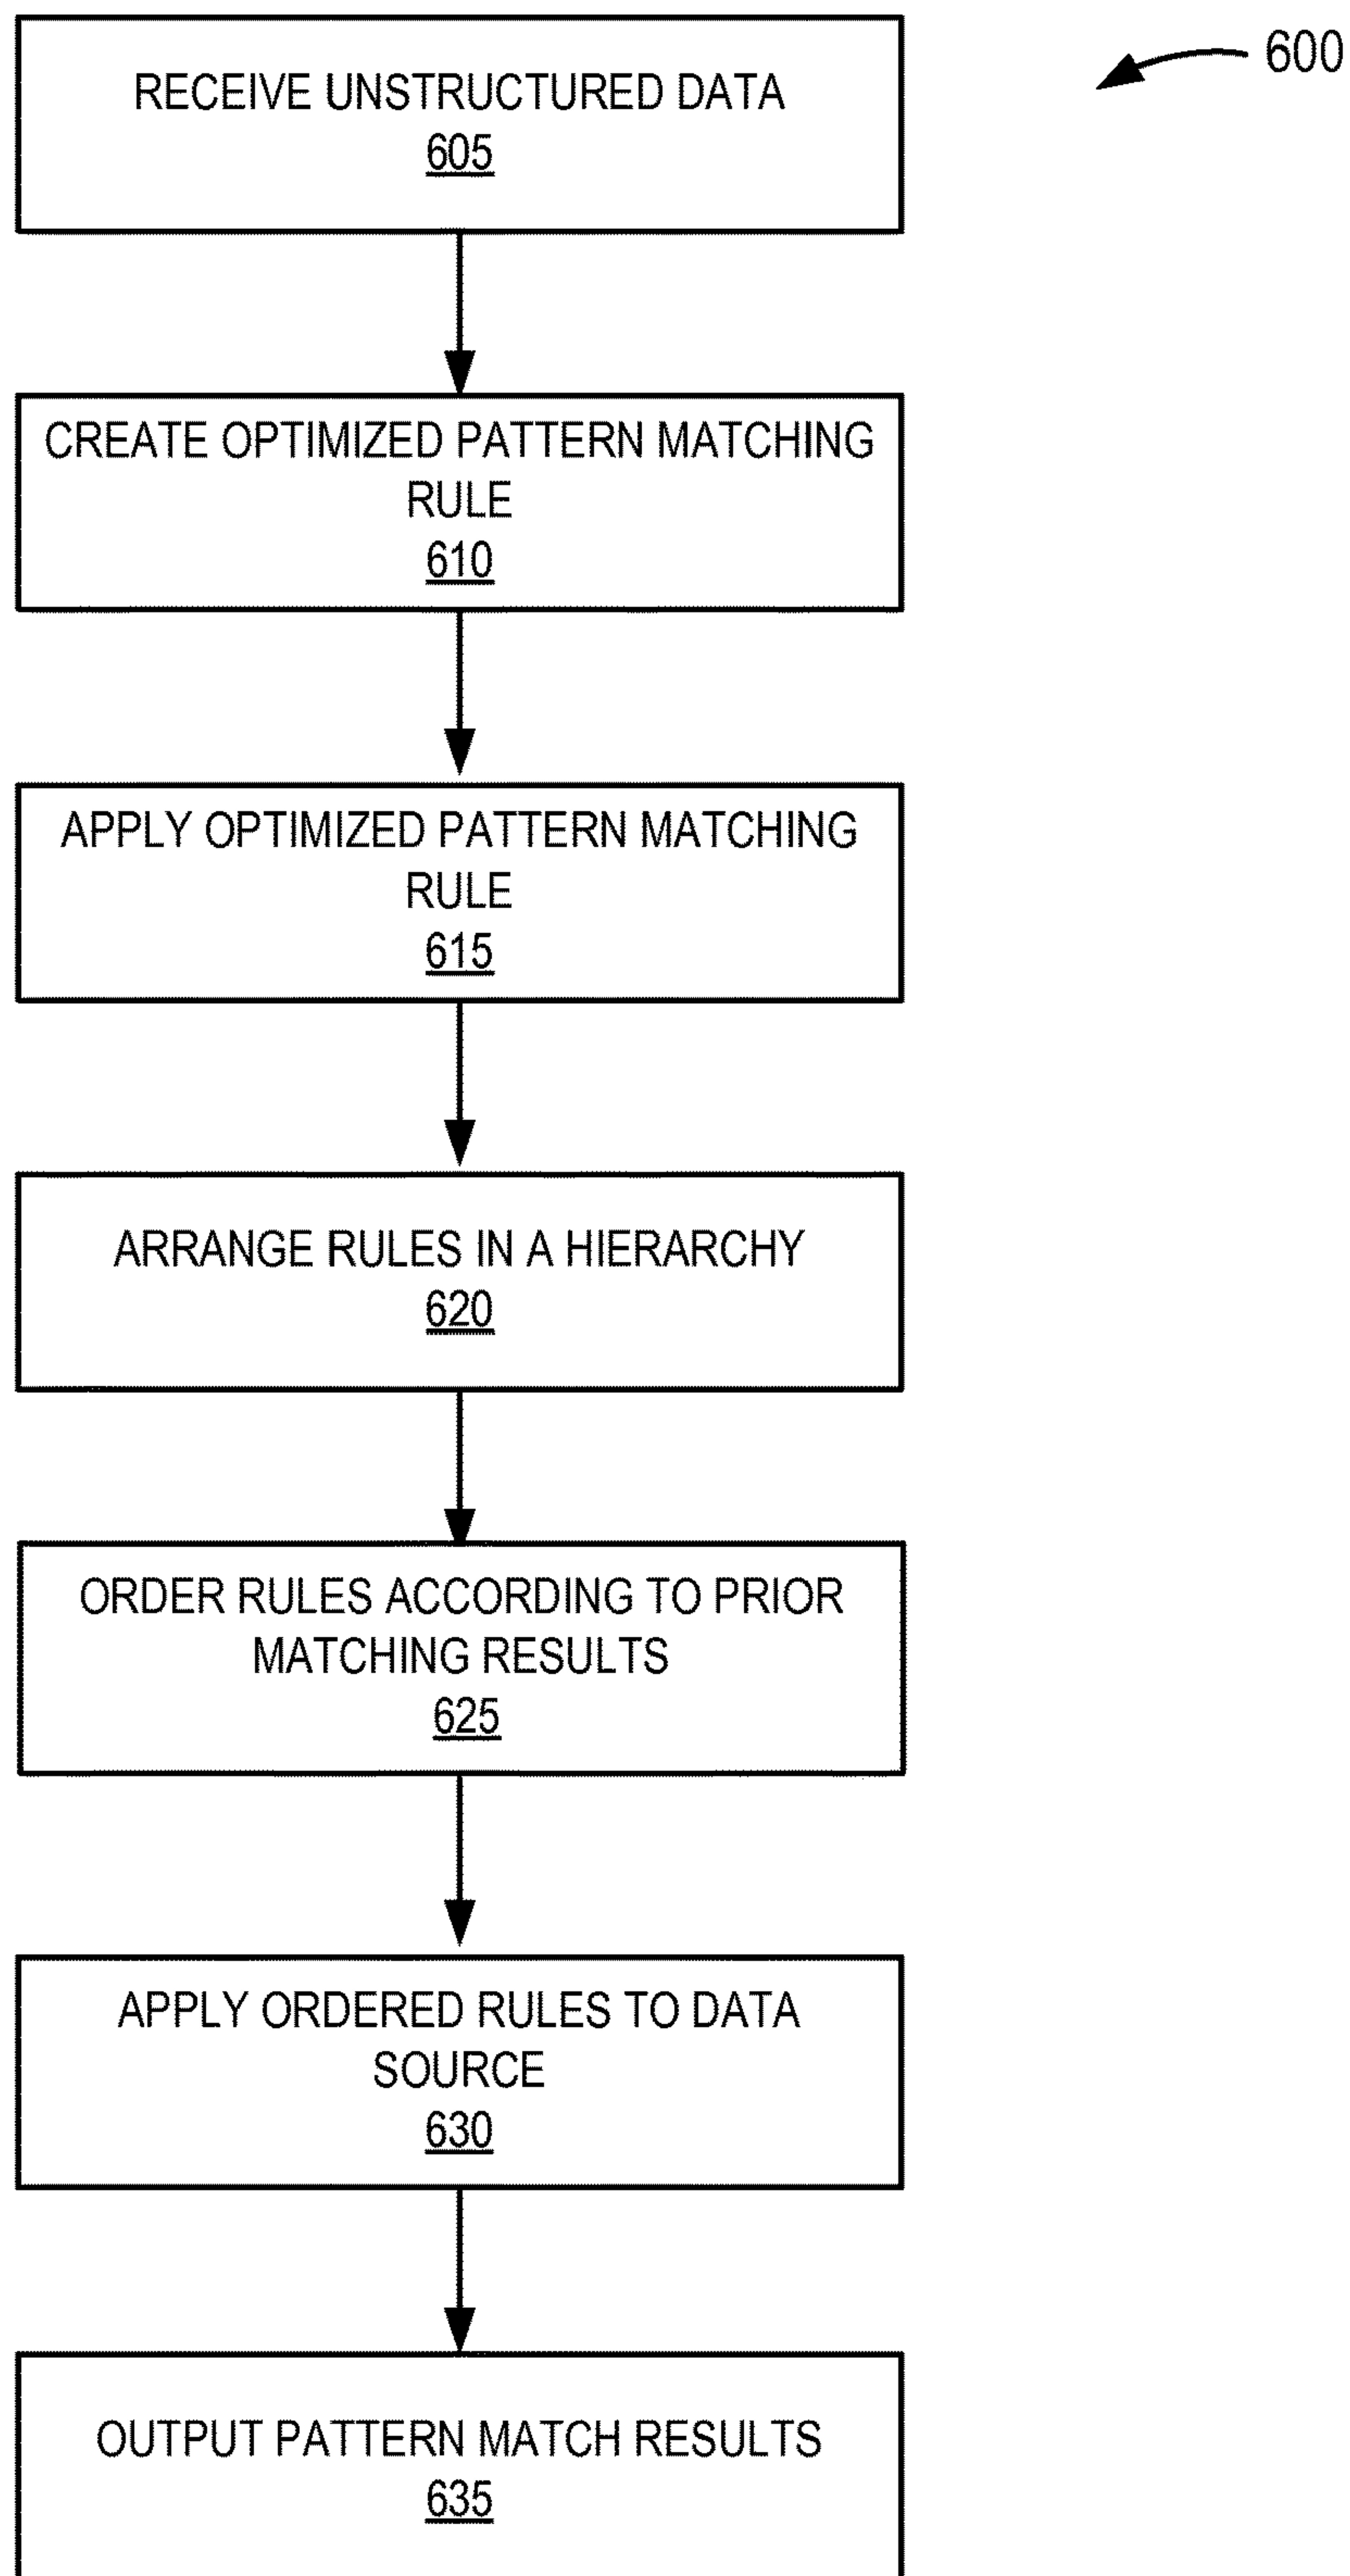 600
RECEIVE UNSTRUCTURED DATA
605
CREATE OPTIMIZED PATTERN MATCHING
RULE
610
APPLY OPTIMIZED PATTERN MATCHING
RULE
615
ARRANGE RULES IN A HIERARCHY
620
ORDER RULES ACCORDING TO PRIOR
MATCHING RESULTS
625
APPLY ORDERED RULES TO DATA
SOURCE
630
OUTPUT PATTERN MATCH RESULTS
635